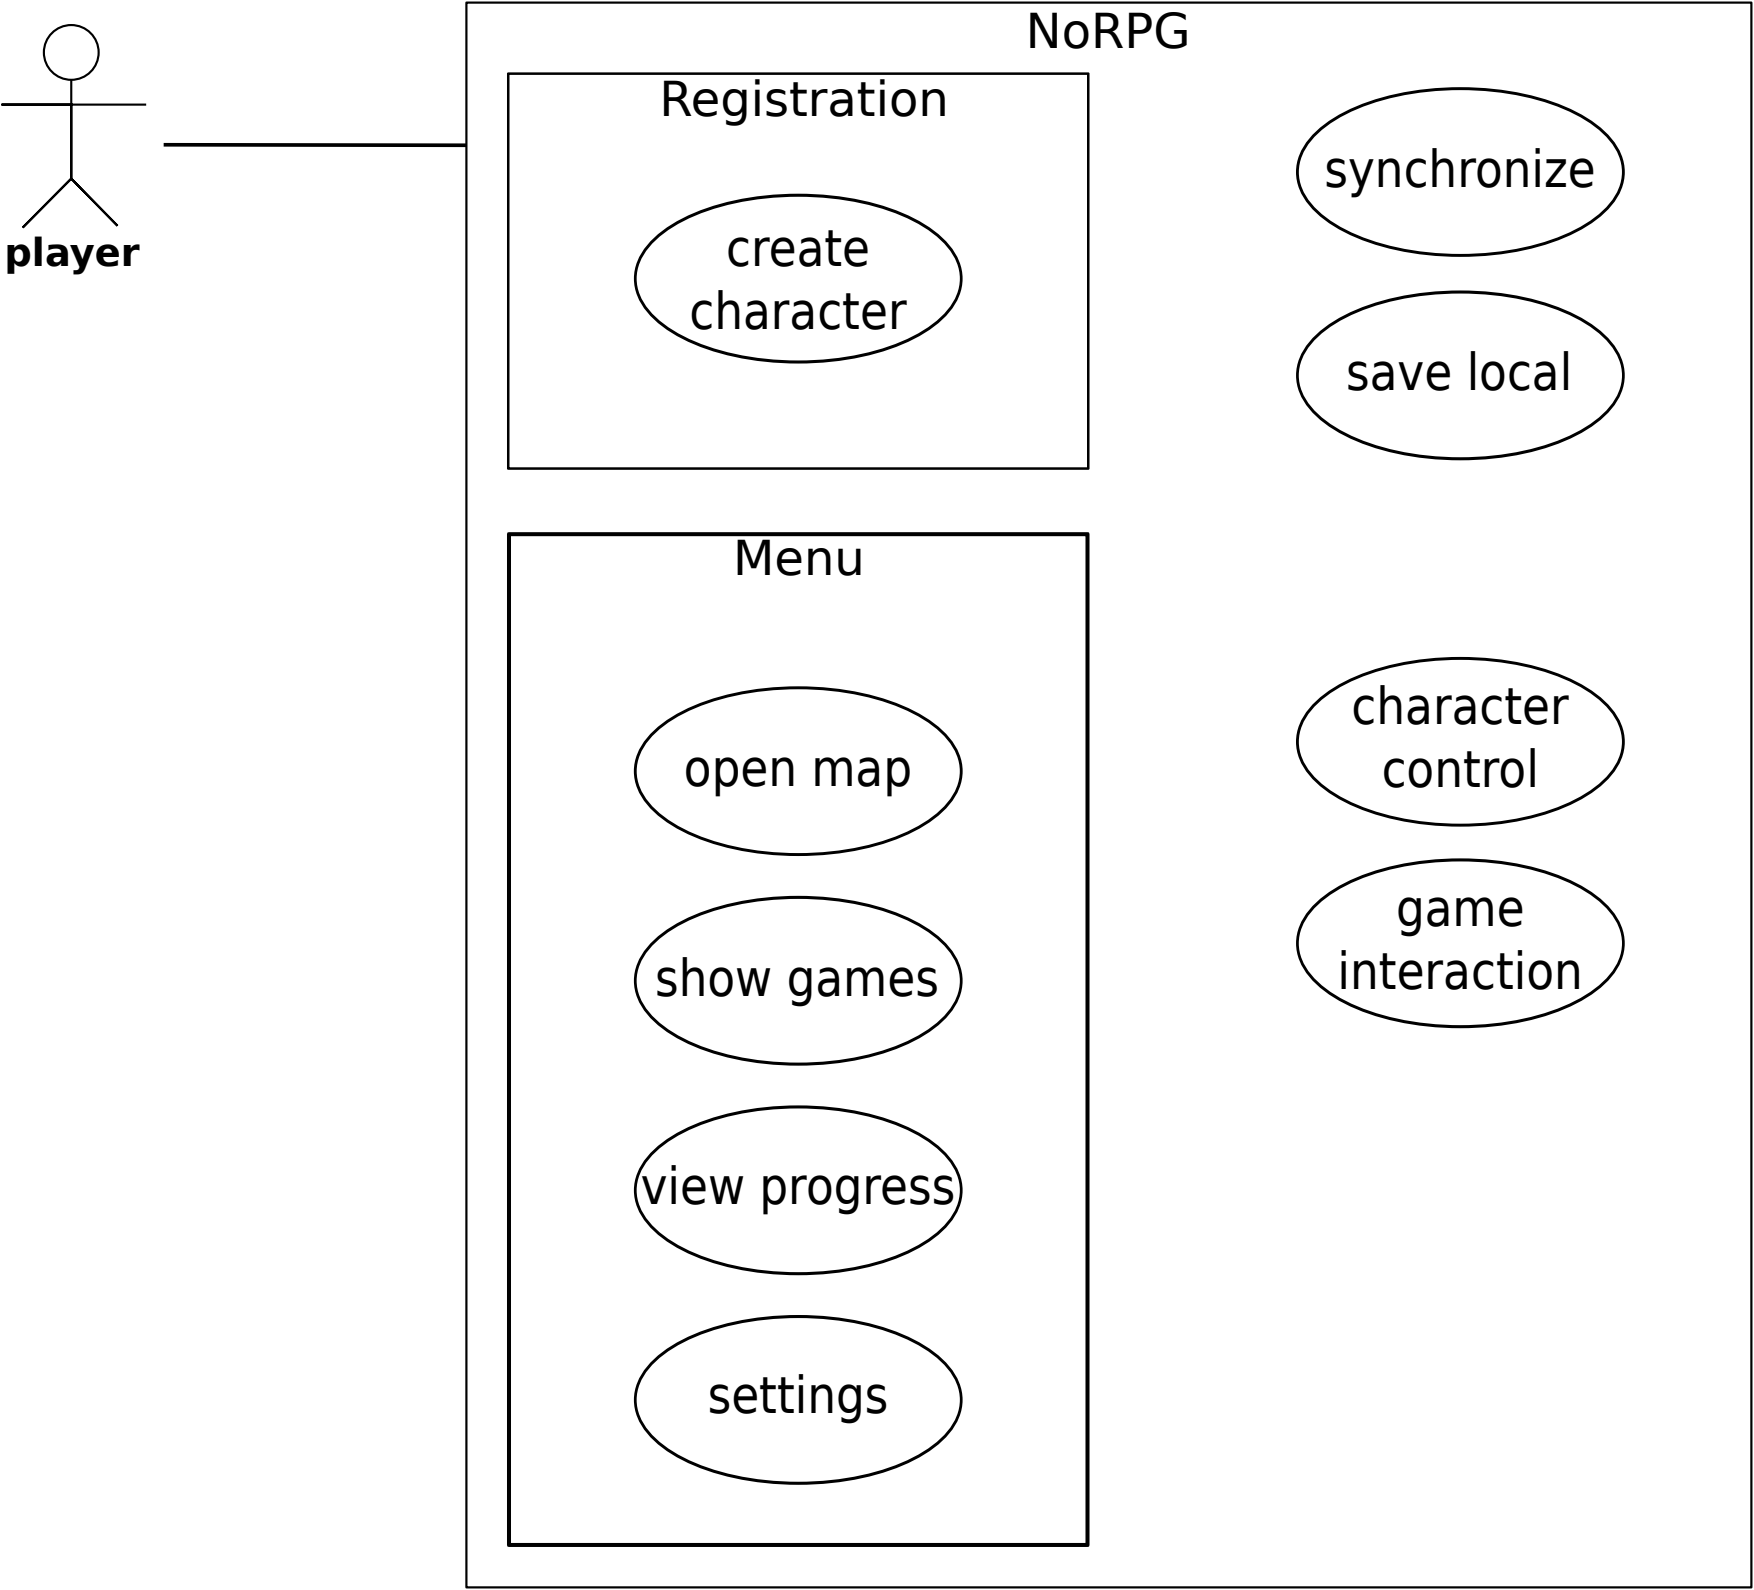 NoRPG
player
Registration
create
character
synchronize
save local
Menu
open map
show games
view progress
settings
character
control
game
interaction